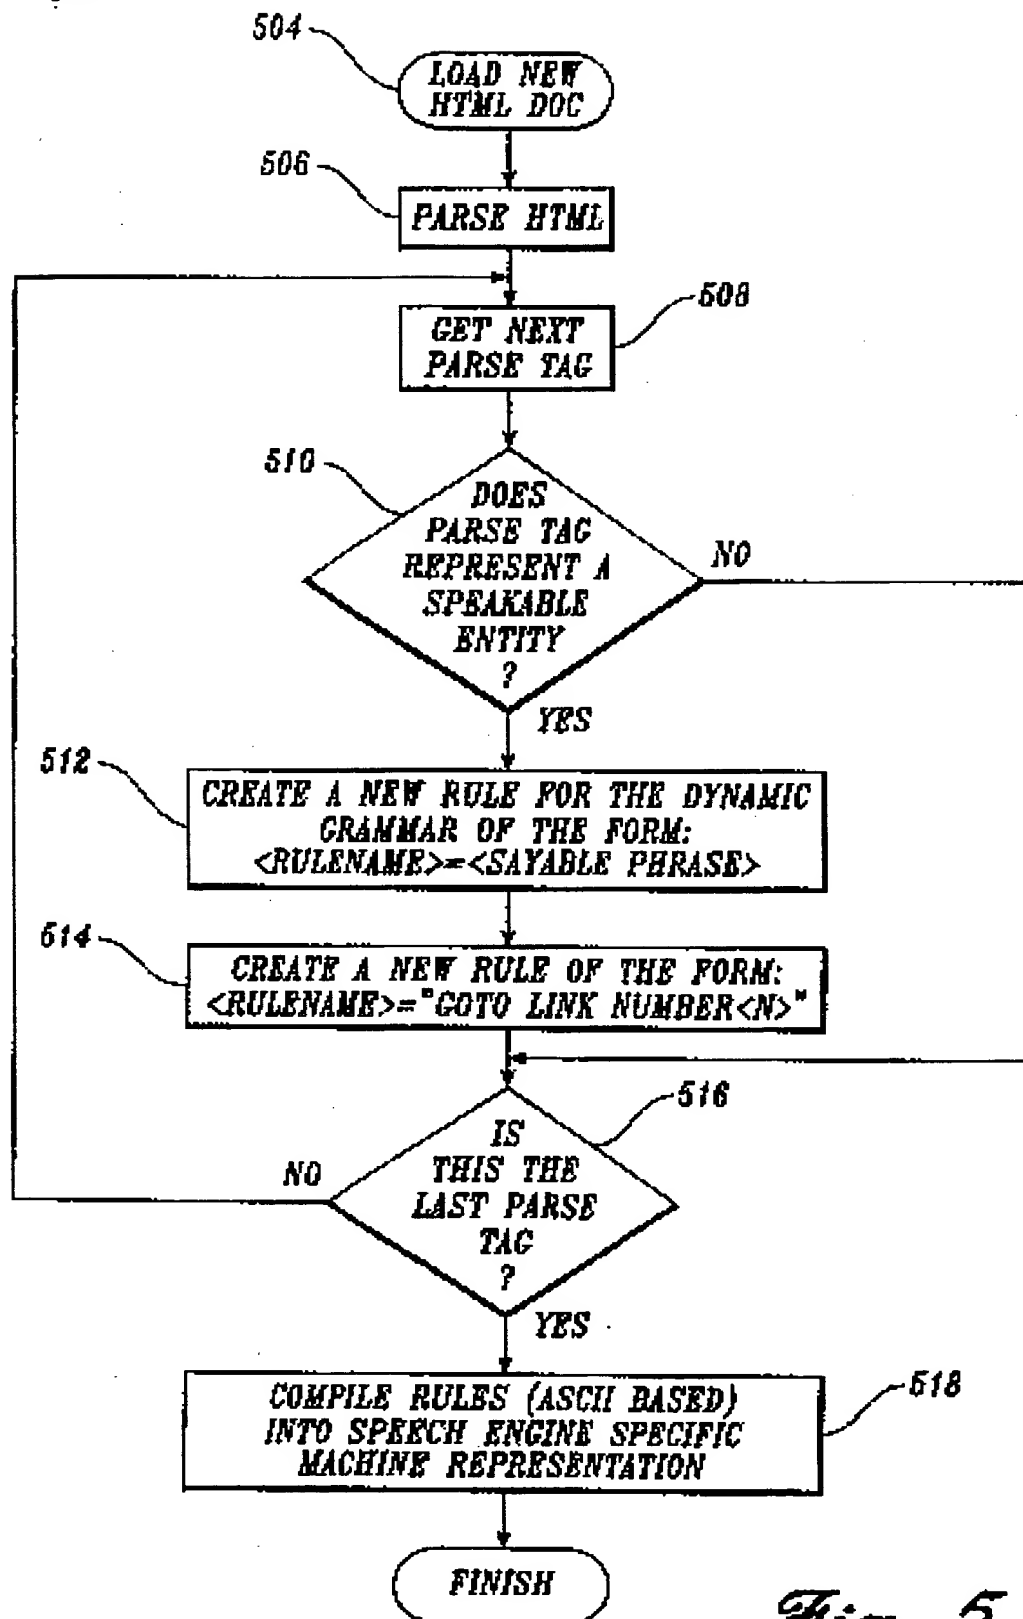 504
LOAD NEW
HTML DOC
506
PARSE HTML
508
GET NEXT
PARSE TAG
510
DOES
PARSE TAG
REPRESENT A
SPEAKABLE
ENTITY
?
NO
YES
512
CREATE A NEW RULE FOR THE DYNAMIC
GRAMMAR OF THE FORM:
<RULENAME>=<SAYABLE PHRASE>
514
CREATE A NEW RULE OF THE FORM:
<RULENAME>="GOTO LINK NUMBER<N>"
516
IS
THIS THE
LAST PARSE
TAG
?
NO
YES
518
COMPILE RULES (ASCII BASED)
INTO SPEECH ENGINE SPECIFIC
MACHINE REPRESENTATION
FINISH
Fig. 5